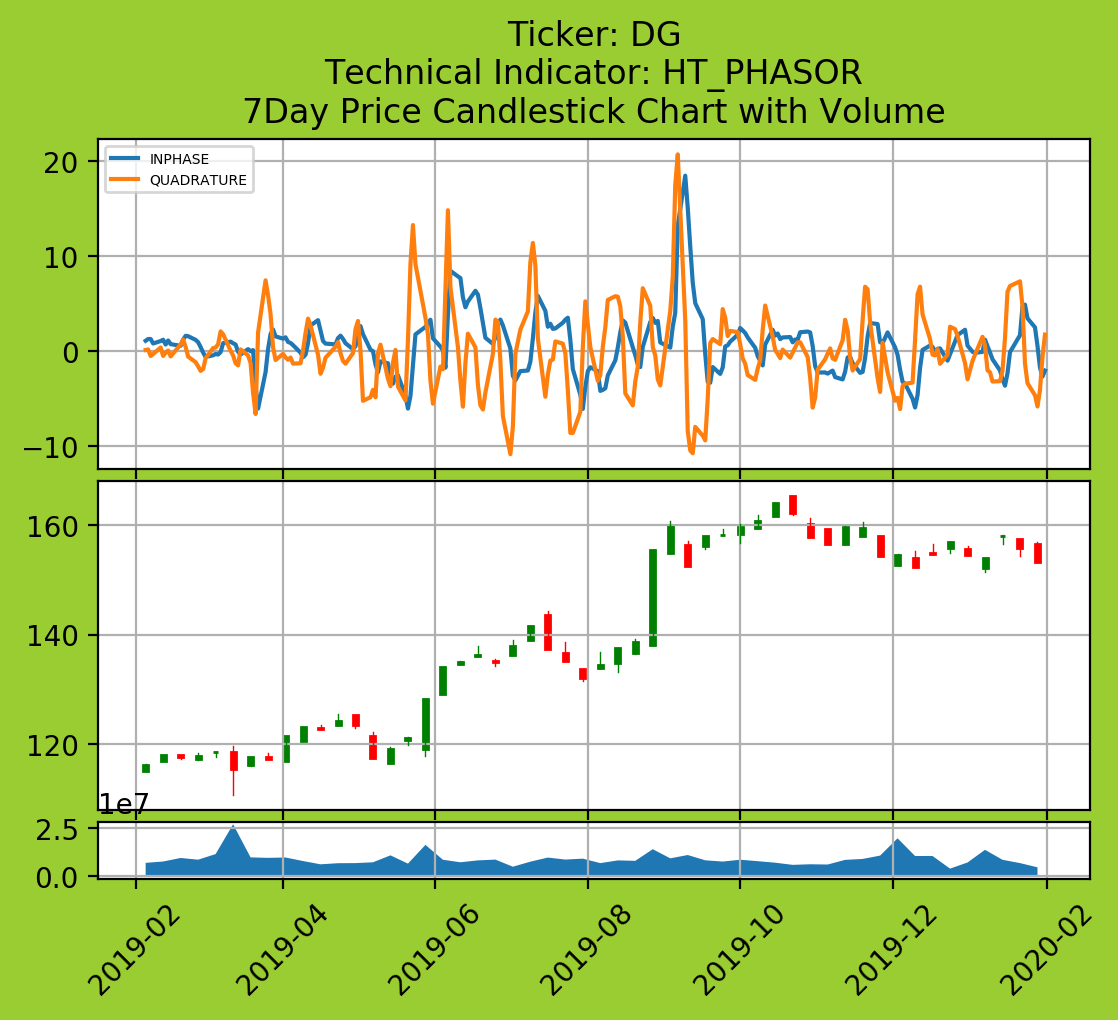 Ticker: DG
Technical Indicator: HT_PHASOR
7Day Price Candlestick Chart with Volume
INPHASE
QUADRATURE
20
10
0
−10
160
140
120
1e7
2.5
0.0
2019-02
2019-04
2019-06
2019-08
2019-10
2019-12
2020-02